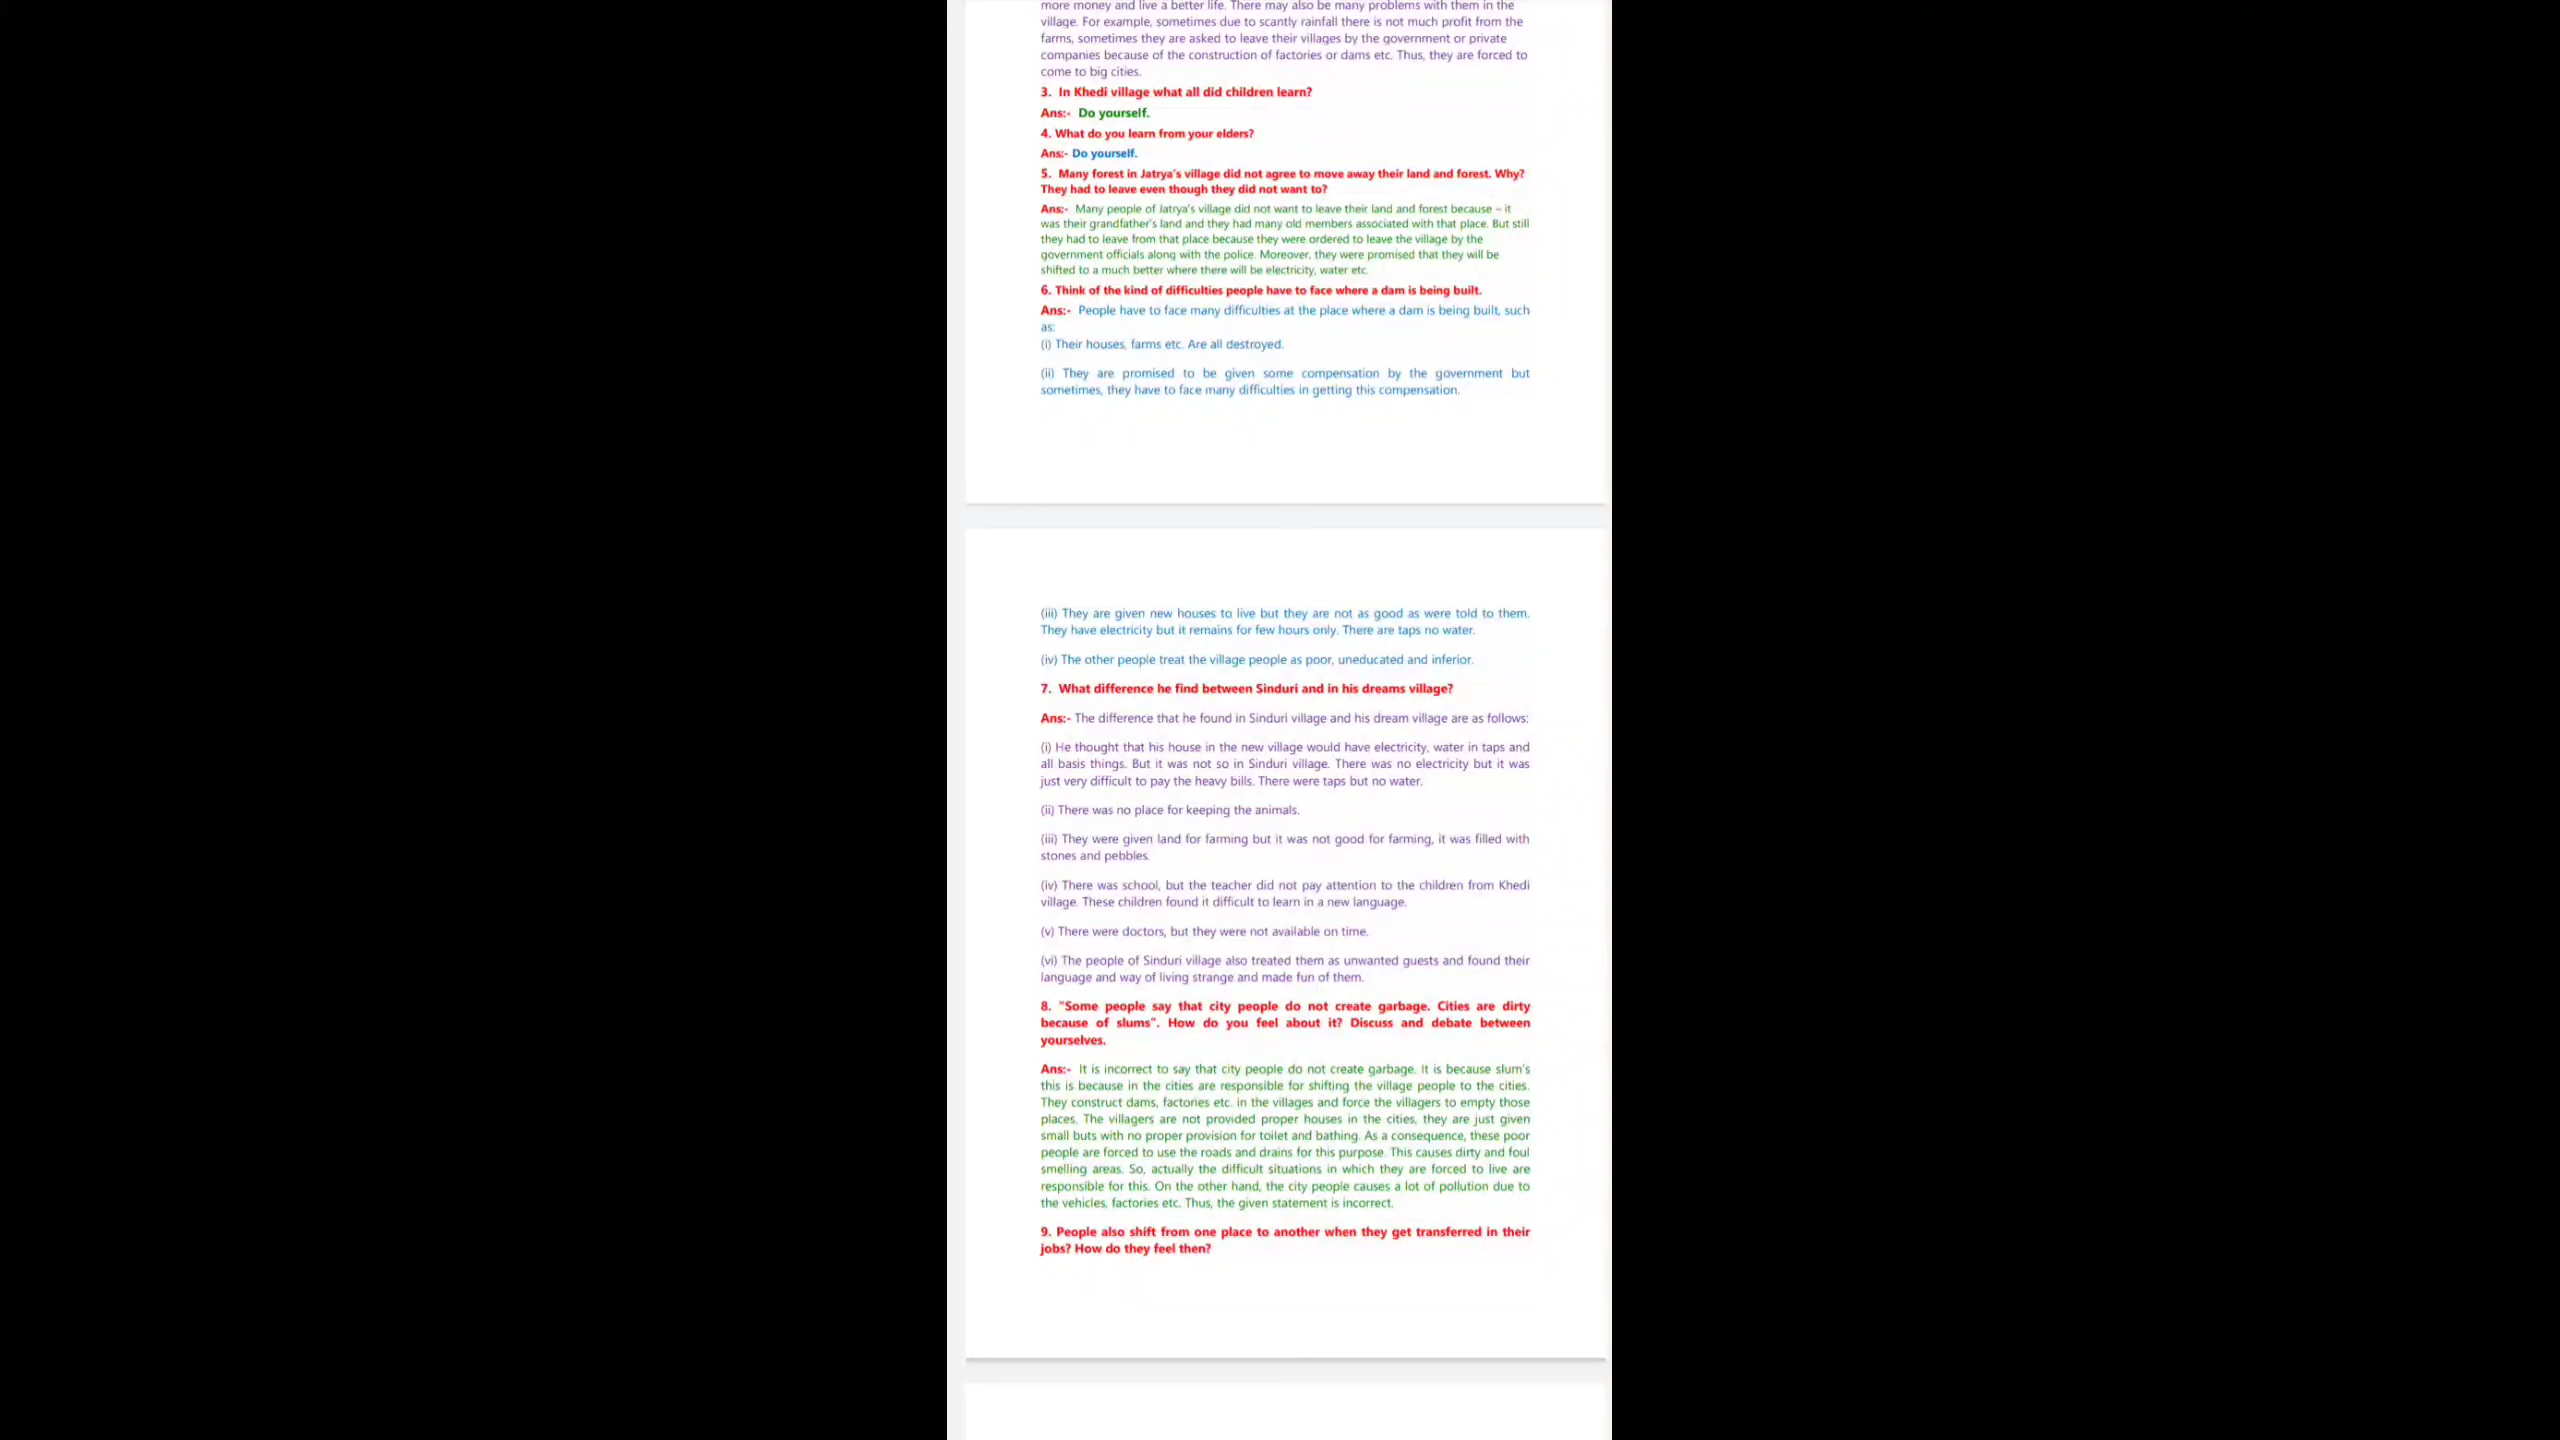 more money and live a better life. There may also be many problems with them in the
village. For example, sometimes due to scantly rainfall there is not much profit from the
farms, sometimes they are asked to leave their villages by the government or private
companies because of the construction of factories or dams etc. Thus, they are forced to
come to big cities.
3. In Khedi village what all did children learn?
Ans:- Do yourself.
4. What do you learn from your elders?
Ans:- Do yourself.
5. Many forest in Jatrya's village did not agree to move away their land and forest. Why?
They had to leave even though they did not want to?
Ans:- Many people of Jatrya's village did not want to leave their land and forest because – it
was their grandfather's land and they had many old members associated with that place. But still
they had to leave from that place because they were ordered to leave the village by the
government officials along with the police. Moreover, they were promised that they will be
shifted to a much better where there will be electricity, water etc.
6. Think of the kind of difficulties people have to face where a dam is being built.
Ans:- People have to face many difficulties at the place where a dam is being built, such
as:
(i) Their houses, farms etc. Are all destroyed.
(ii) They are promised to be given some compensation by the government but
sometimes, they have to face many difficulties in getting this compensation.
(iii) They are given new houses to live but they are not as good as were told to them.
They have electricity but it remains for few hours only. There are taps no water.
(iv) The other people treat the village people as poor, uneducated and inferior.
7. What difference he find between Sinduri and in his dreams village?
Ans:- The difference that he found in Sinduri village and his dream village are as follows:
(i) He thought that his house in the new village would have electricity, water in taps and
all basis things. But it was not so in Sinduri village. There was no electricity but it was
just very difficult to pay the heavy bills. There were taps but no water.
(ii) There was no place for keeping the animals.
(iii) They were given land for farming but it was not good for farming, it was filled with
stones and pebbles.
(iv) There was school, but the teacher did not pay attention to the children from Khedi
village. These children found it difficult to learn in a new language.
(v) There were doctors, but they were not available on time.
(vi) The people of Sinduri village also treated them as unwanted guests and found their
language and way of living strange and made fun of them.
8. "Some people say that city people do not create garbage. Cities are dirty
because of slums". How do you feel about it? Discuss and debate between
yourselves.
Ans:- It is incorrect to say that city people do not create garbage. It is because slum's
this is because in the cities are responsible for shifting the village people to the cities.
They construct dams, factories etc. in the villages and force the villagers to empty those
places. The villagers are not provided proper houses in the cities, they are just given
small buts with no proper provision for toilet and bathing. As a consequence, these poor
people are forced to use the roads and drains for this purpose. This causes dirty and foul
smelling areas. So, actually the difficult situations in which they are forced to live are
responsible for this. On the other hand, the city people causes a lot of pollution due to
the vehicles, factories etc. Thus, the given statement is incorrect.
9. People also shift from one place to another when they get transferred in their
jobs? How do they feel then?